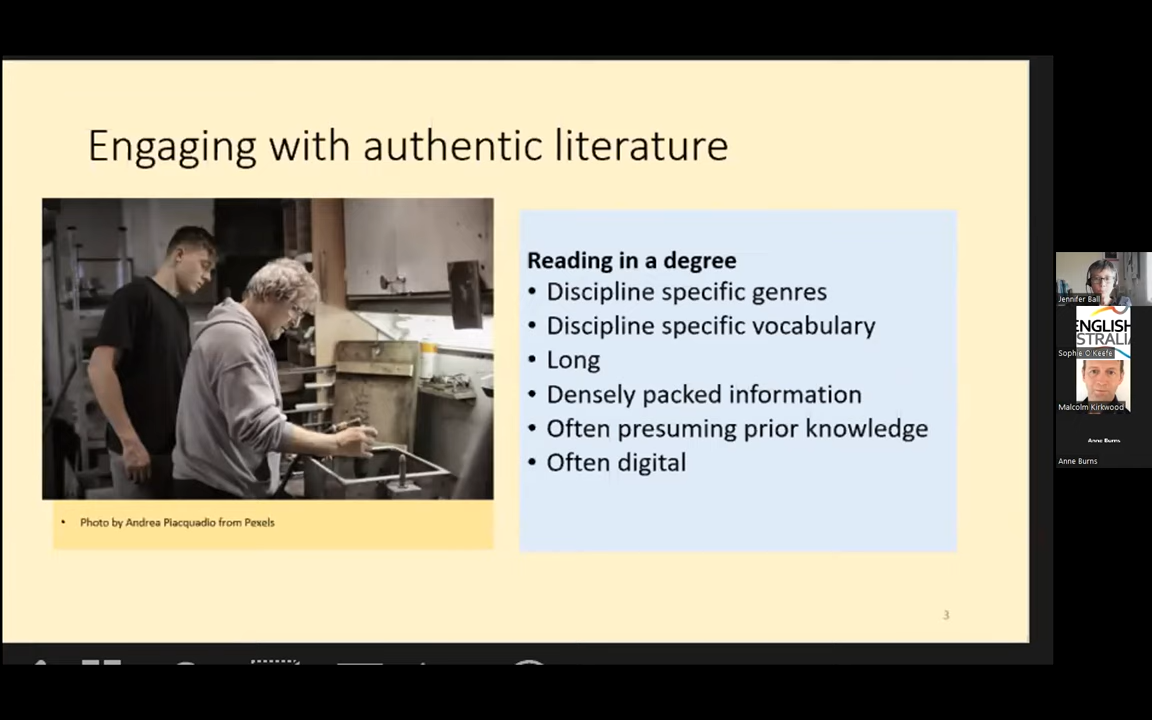 Engaging with authentic literature
Reading in a degree
• Discipline specific genres
• Discipline specific vocabulary
• Long
• Densely packed information
• Often presuming prior knowledge
• Often digital
• Photo by Andrea Piacquadio from Pexels
3
Jennifer Ball
ENGLISH
STRALI
Sophie O Keefe
Malcolm Kirkwood
Anne Burns
Anne Burns